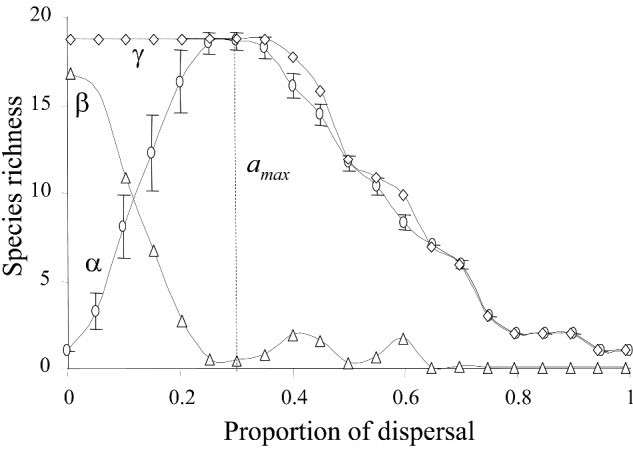 20
15
10
5
0
Species richness
γ
β
α
a max
0
0.2
0.4
0.6
0.8
1
Proportion of dispersal